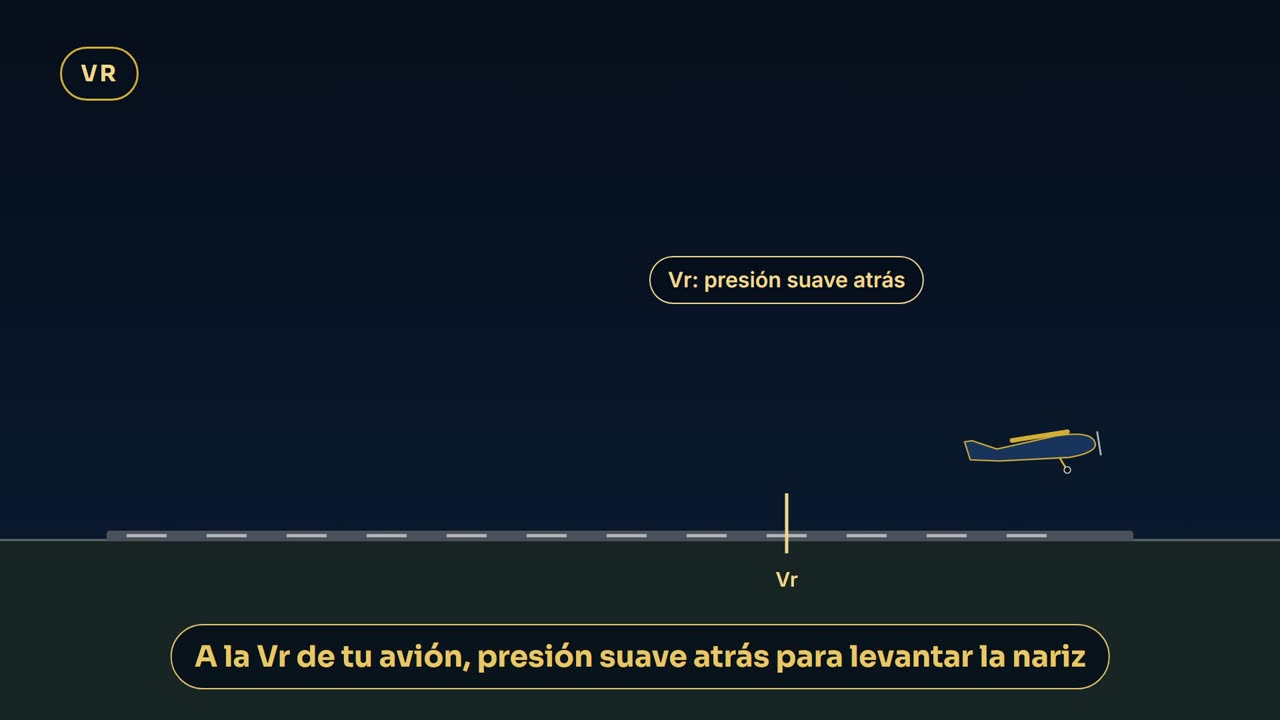 VR
Vr: presión suave atrás
Vr
A la Vr de tu avión, presión suave atrás para levantar la nariz